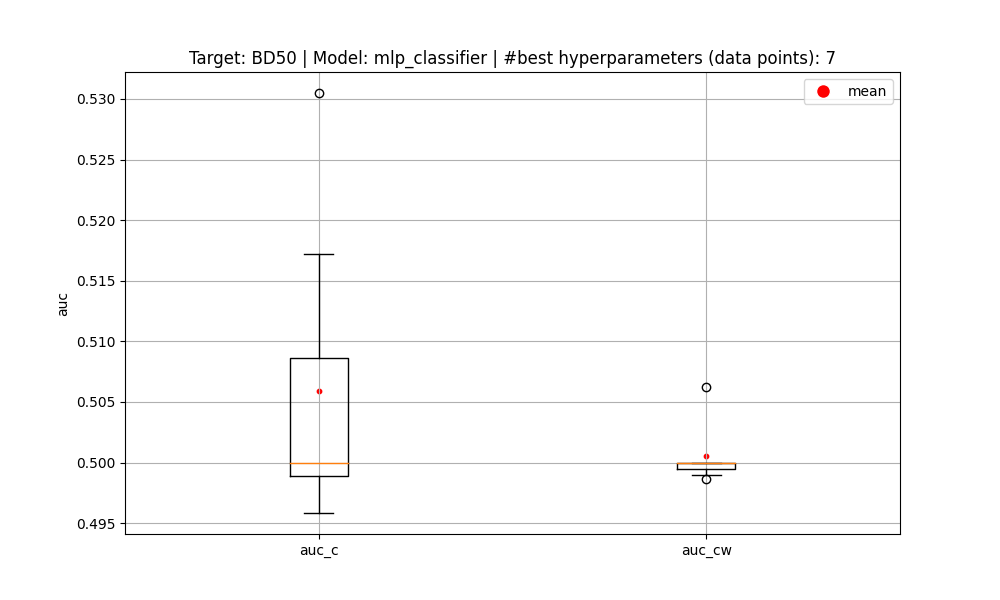 Target: BD50 | Model: mlp_classifier | #best hyperparameters (data points): 7
mean
0.530
0.525
0.520
0.515
0.510
0.505
0.500
0.495
auc
auc_c
auc_cw